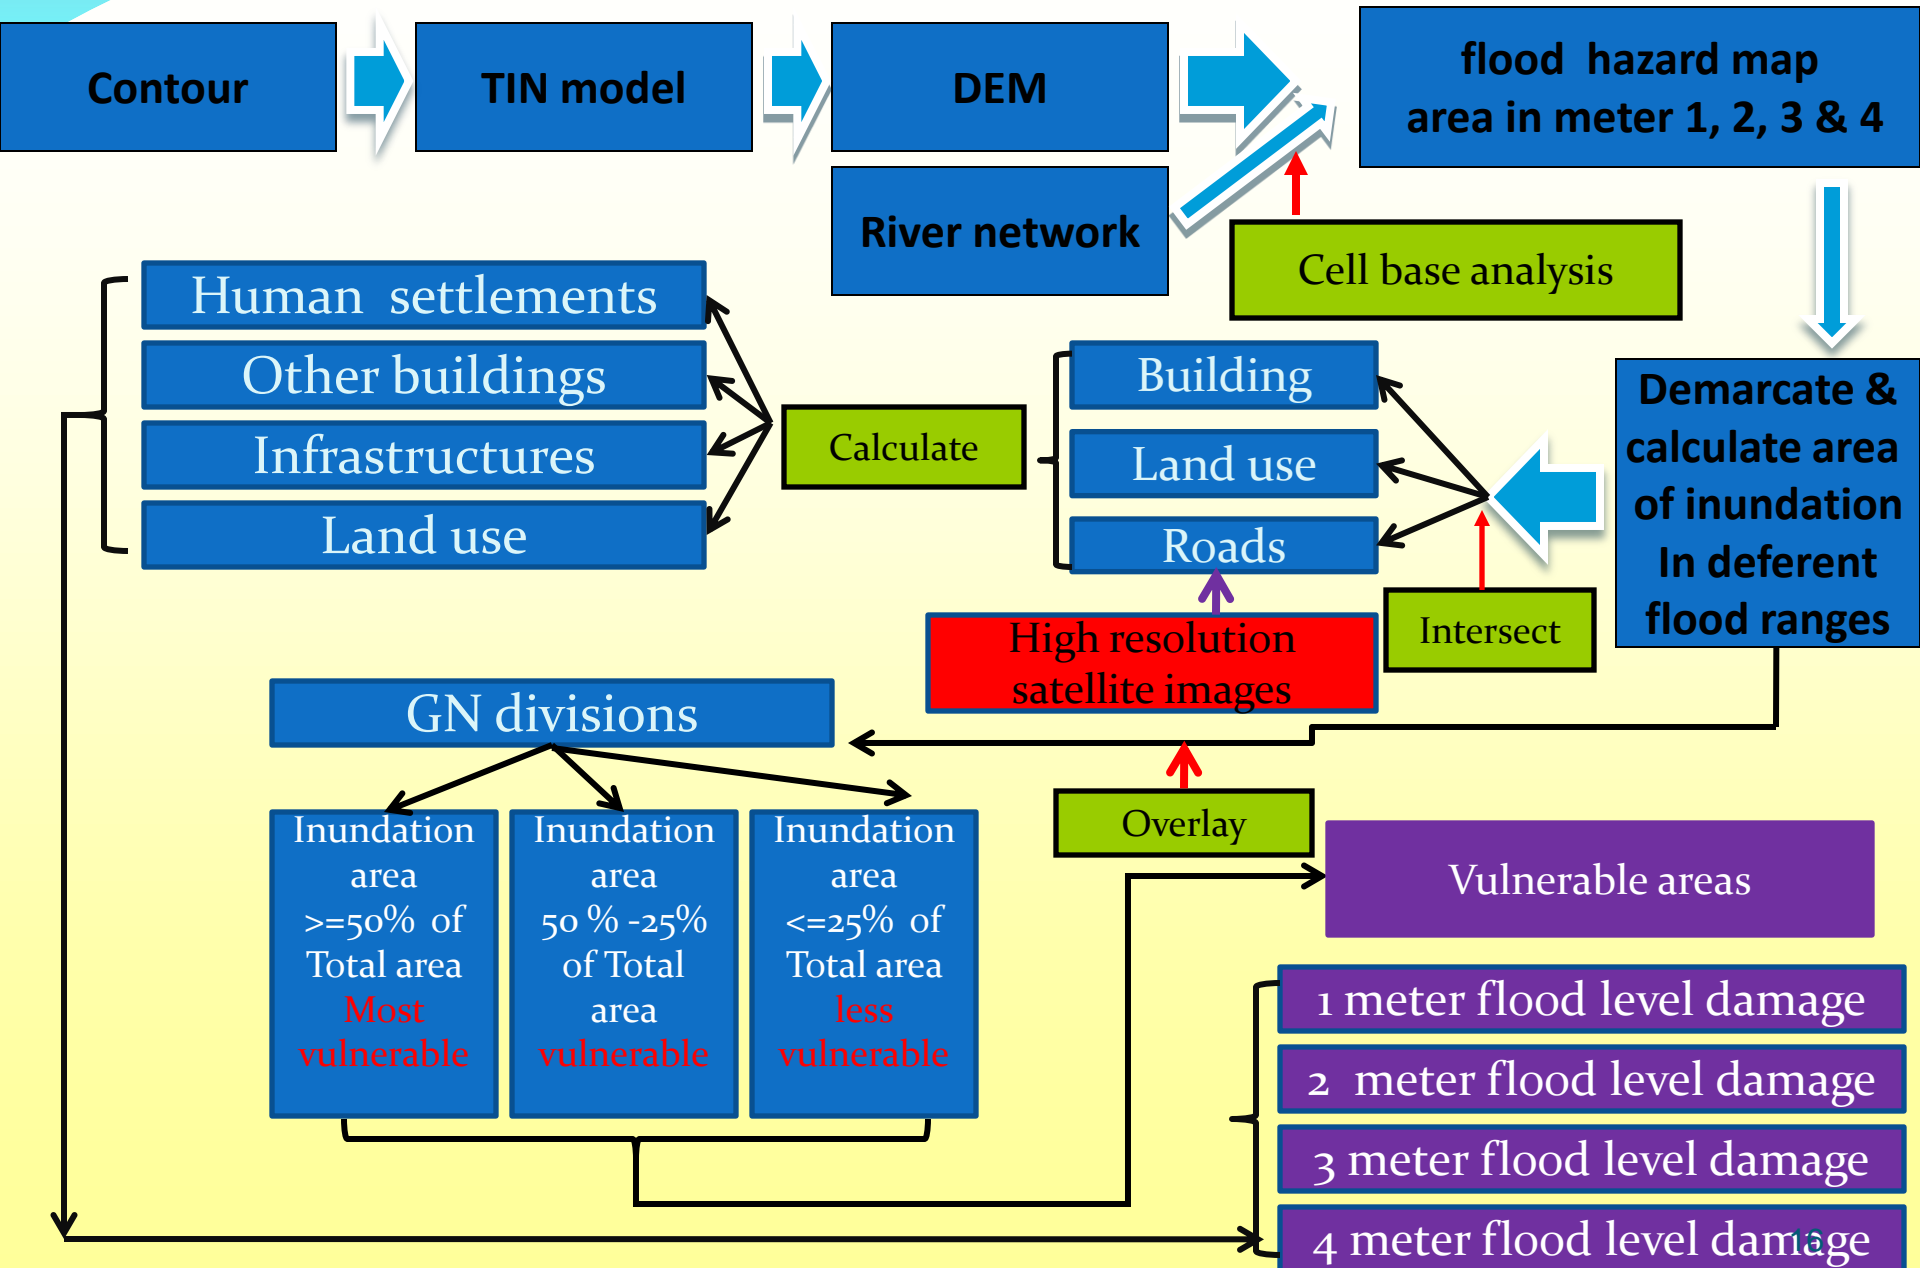 Contour
TIN model
DEM
flood hazard map
area in meter 1, 2, 3 & 4
River network
Cell base analysis
Human settlements
Other buildings
Infrastructures
Land use
Calculate
Building
Land use
Roads
Demarcate &
calculate area
of inundation
In deferent
flood ranges
High resolution
satellite images
Intersect
GN divisions
Overlay
Inundation
area
>=50% of
Total area
Most
vulnerable
Inundation
area
50 % -25%
of Total
area
vulnerable
Inundation
area
<=25% of
Total area
less
vulnerable
Vulnerable areas
1 meter flood level damage
2 meter flood level damage
3 meter flood level damage
4 meter flood level damage
16